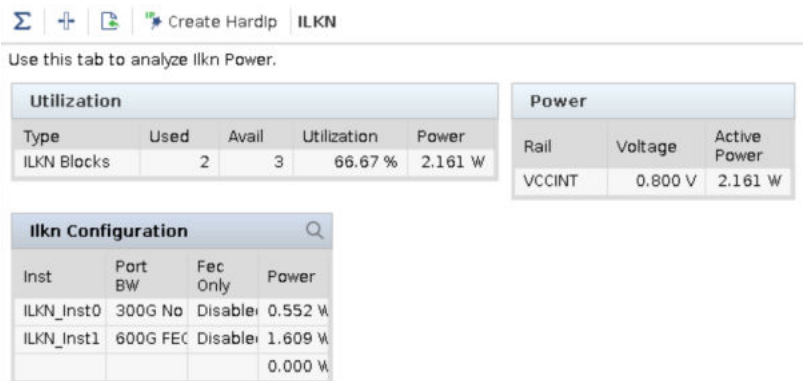 Σ Create HardIp ILKN
Use this tab to analyze Ilkn Power.
Utilization
Type Used Avail Utilization Power
ILKN Blocks 2 3 66.67 % 2.161 W
Power
Rail Voltage Active Power
VCCINT 0.800 V 2.161 W
Ilkn Configuration
Inst Port BW Fec Only Power
ILKN_Inst0 300G No Disable 0.552 W
ILKN_Inst1 600G FEC Disable 1.609 W
0.000 W